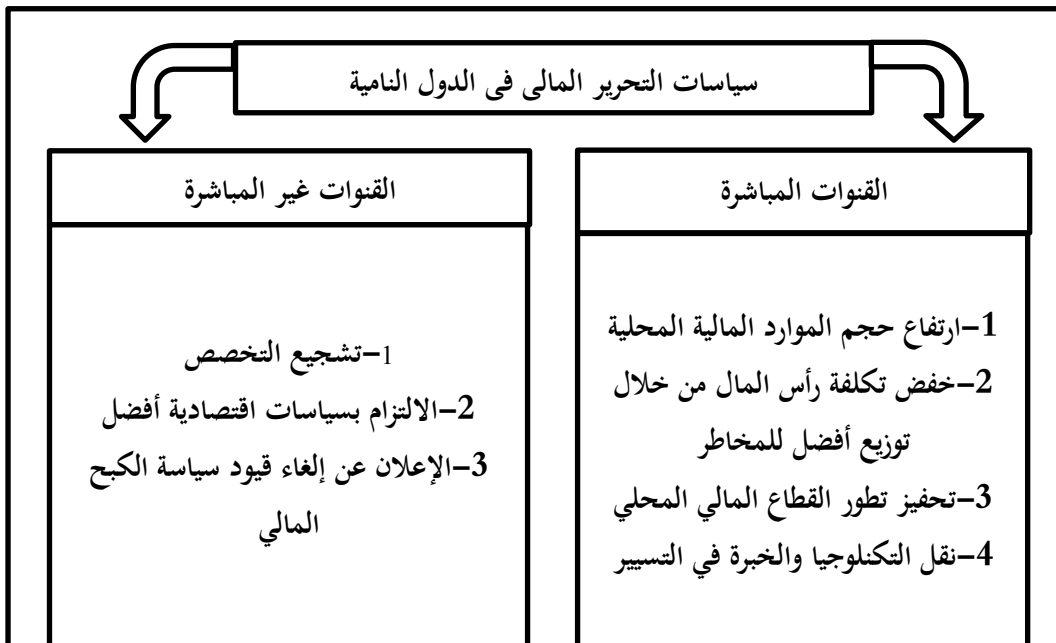 سياسات التحرير المالى فى الدول النامية
القنوات المباشرة
1–ارتفاع حجم الموارد المالية المحلية
2–خفض تكلفة رأس المال من خلال
توزيع أفضل للمخاطر
3–تحفيز تطور القطاع المالي المحلي
4–نقل التكنلوجيا والخبرة في التسيير
القنوات غير المباشرة
1–تشجيع التخصص
2–الالتزام بسياسات اقتصادية أفضل
3–الإعلان عن إلغاء قيود سياسة الكبح
المالي